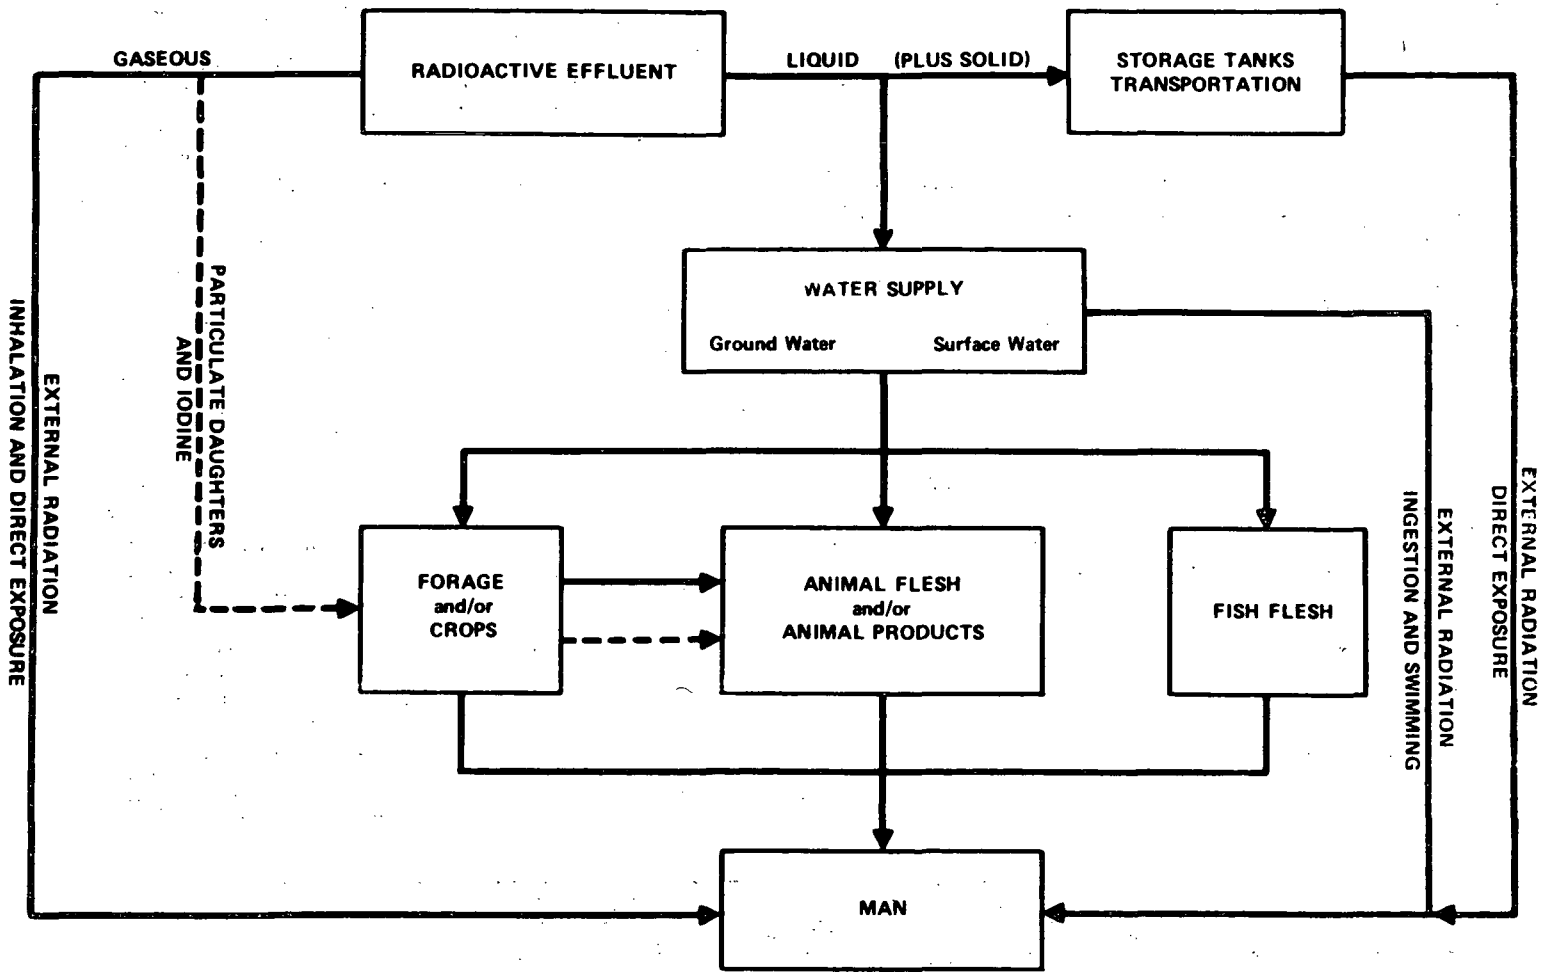 GASEOUS
RADIOACTIVE EFFLUENT
LIQUID (PLUS SOLID)
STORAGE TANKS
TRANSPORTATION
WATER SUPPLY
Ground Water Surface Water
PARTICULATE DAUGHTERS
AND IODINE
EXTERNAL RADIATION
INHALATION AND DIRECT EXPOSURE
FORAGE
and/or
CROPS
ANIMAL FLESH
and/or
ANIMAL PRODUCTS
FISH FLESH
EXTERNAL RADIATION
INGESTION AND SWIMMING
EXTERNAL RADIATION
DIRECT EXPOSURE
MAN